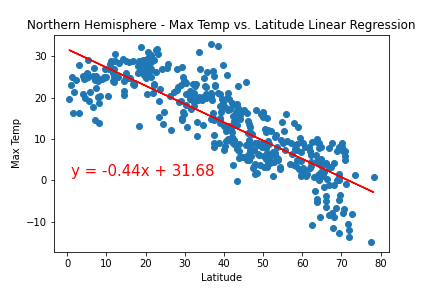 Northern Hemisphere - Max Temp vs. Latitude Linear Regression
30
20
10
0
−10
Max Temp
y = -0.44x + 31.68
0 10 20 30 40 50 60 70 80
Latitude